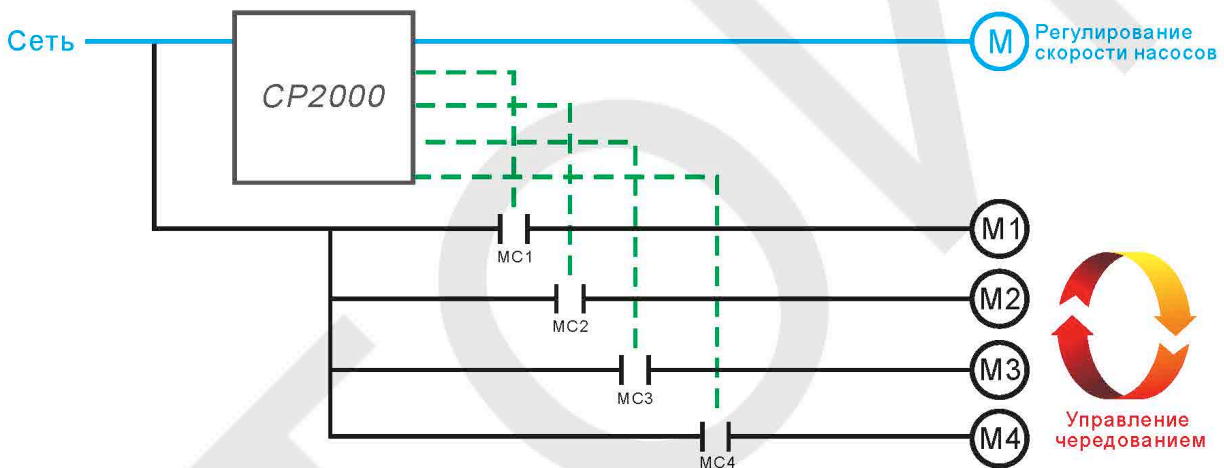 Сеть
CP2000
M
Регулирование
скорости насосов
MC1
M1
MC2
M2
MC3
M3
MC4
M4
Управление
чередованием